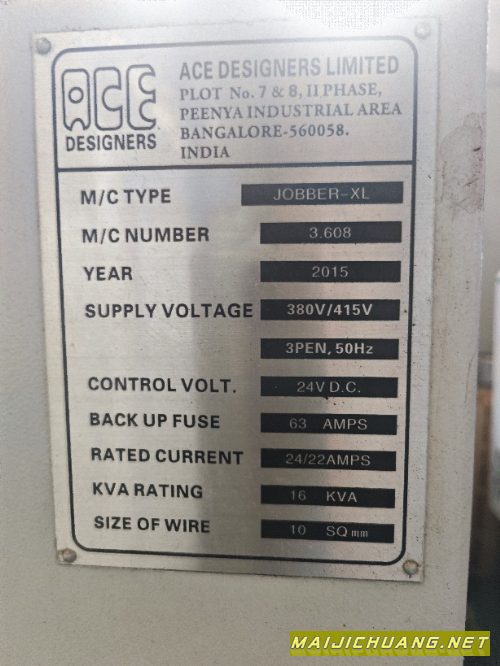 ACE
DESIGNERS
ACE DESIGNERS LIMITED
PLOT No. 7 & 8, II PHASE,
PEENYA INDUSTRIAL AREA
BANGALORE-560058.
INDIA
M/C TYPE JOBBER-XL
M/C NUMBER 3.608
YEAR 2015
SUPPLY VOLTAGE 380V/415V
3PEN, 50Hz
CONTROL VOLT. 24V D.C.
BACK UP FUSE 63 AMPS
RATED CURRENT 24/22AMPS
KVA RATING 16 KVA
SIZE OF WIRE 10 SQ mm
MAIJICHUANG.NET